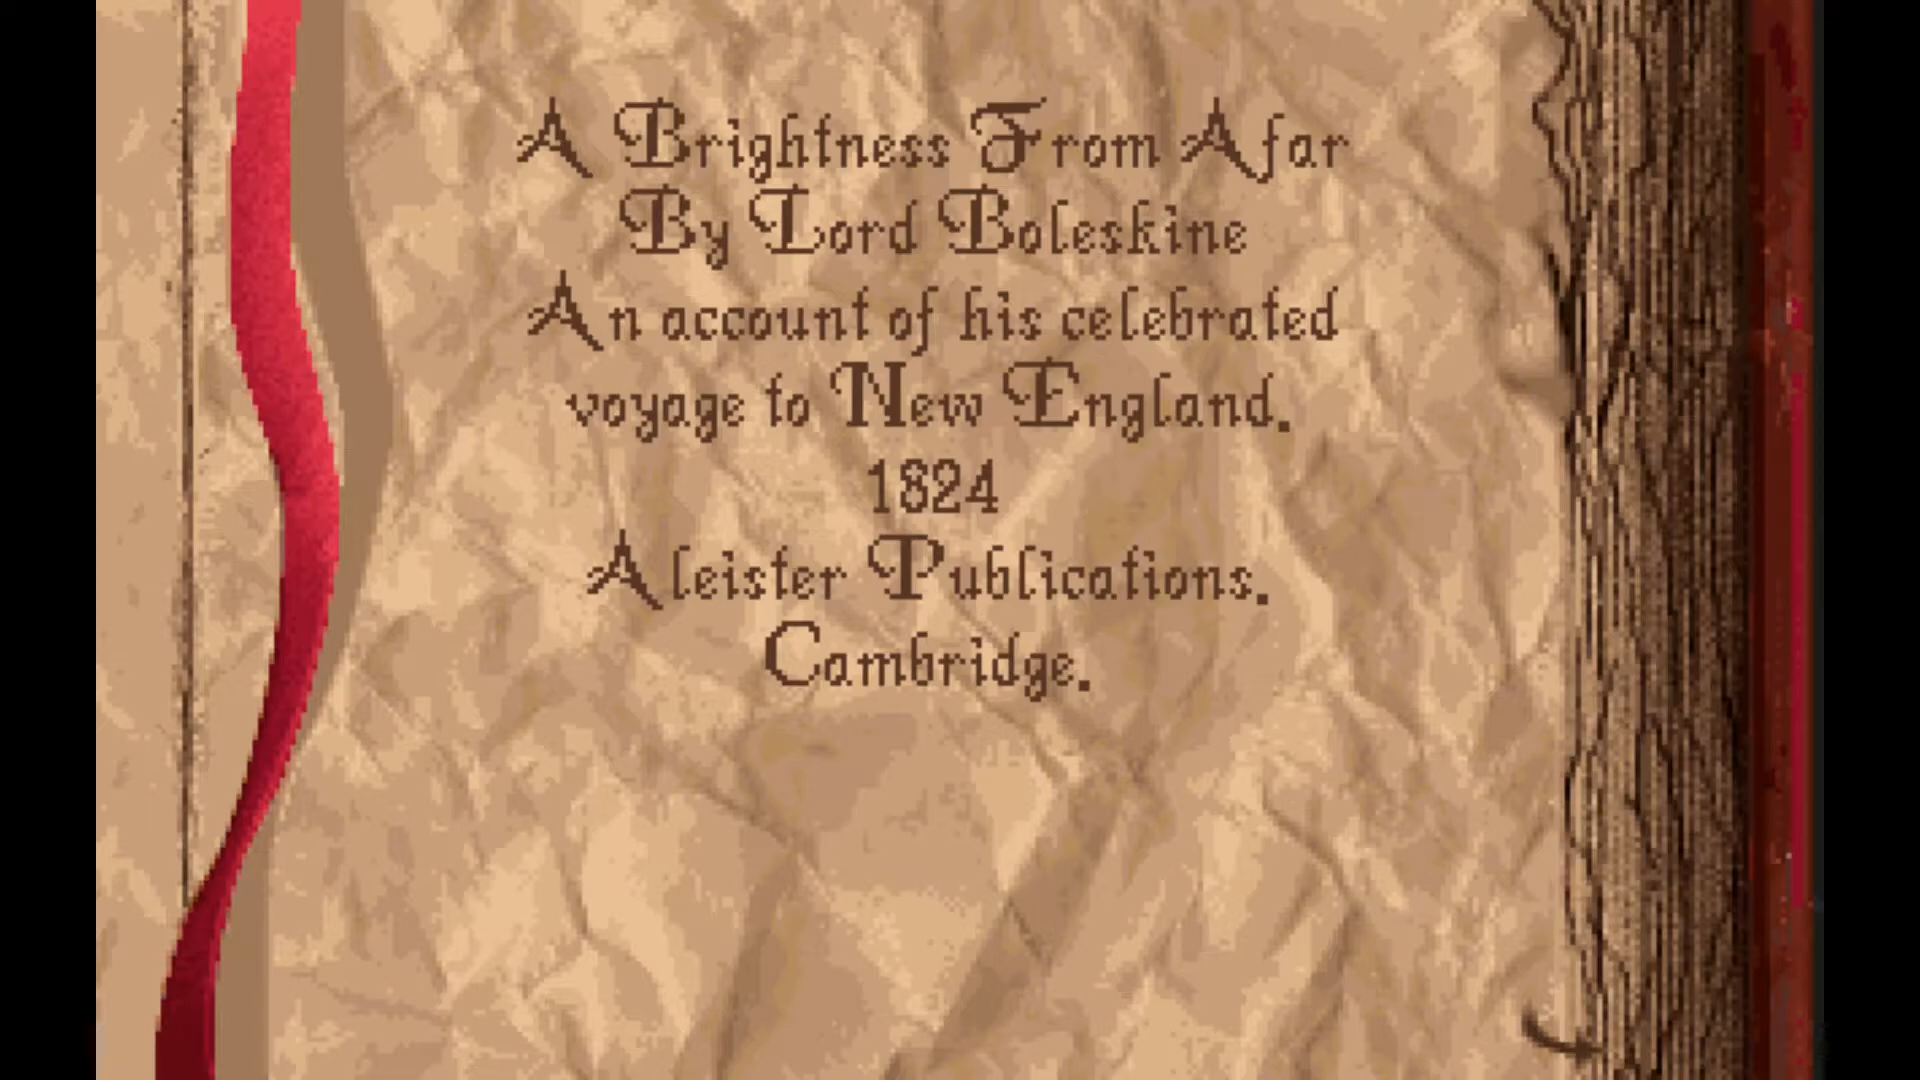 A Brightness From Afar
By Lord Boleskine
An account of his celebrated
voyage to New England.
1824
Aleister Publications.
Cambridge.